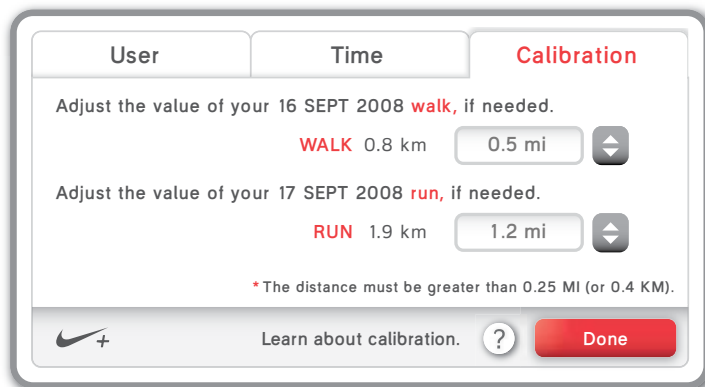 User Time Calibration
Adjust the value of your 16 SEPT 2008 walk, if needed.
WALK 0.8 km 0.5 mi
Adjust the value of your 17 SEPT 2008 run, if needed.
RUN 1.9 km 1.2 mi
* The distance must be greater than 0.25 MI (or 0.4 KM).
+ Learn about calibration. ? Done